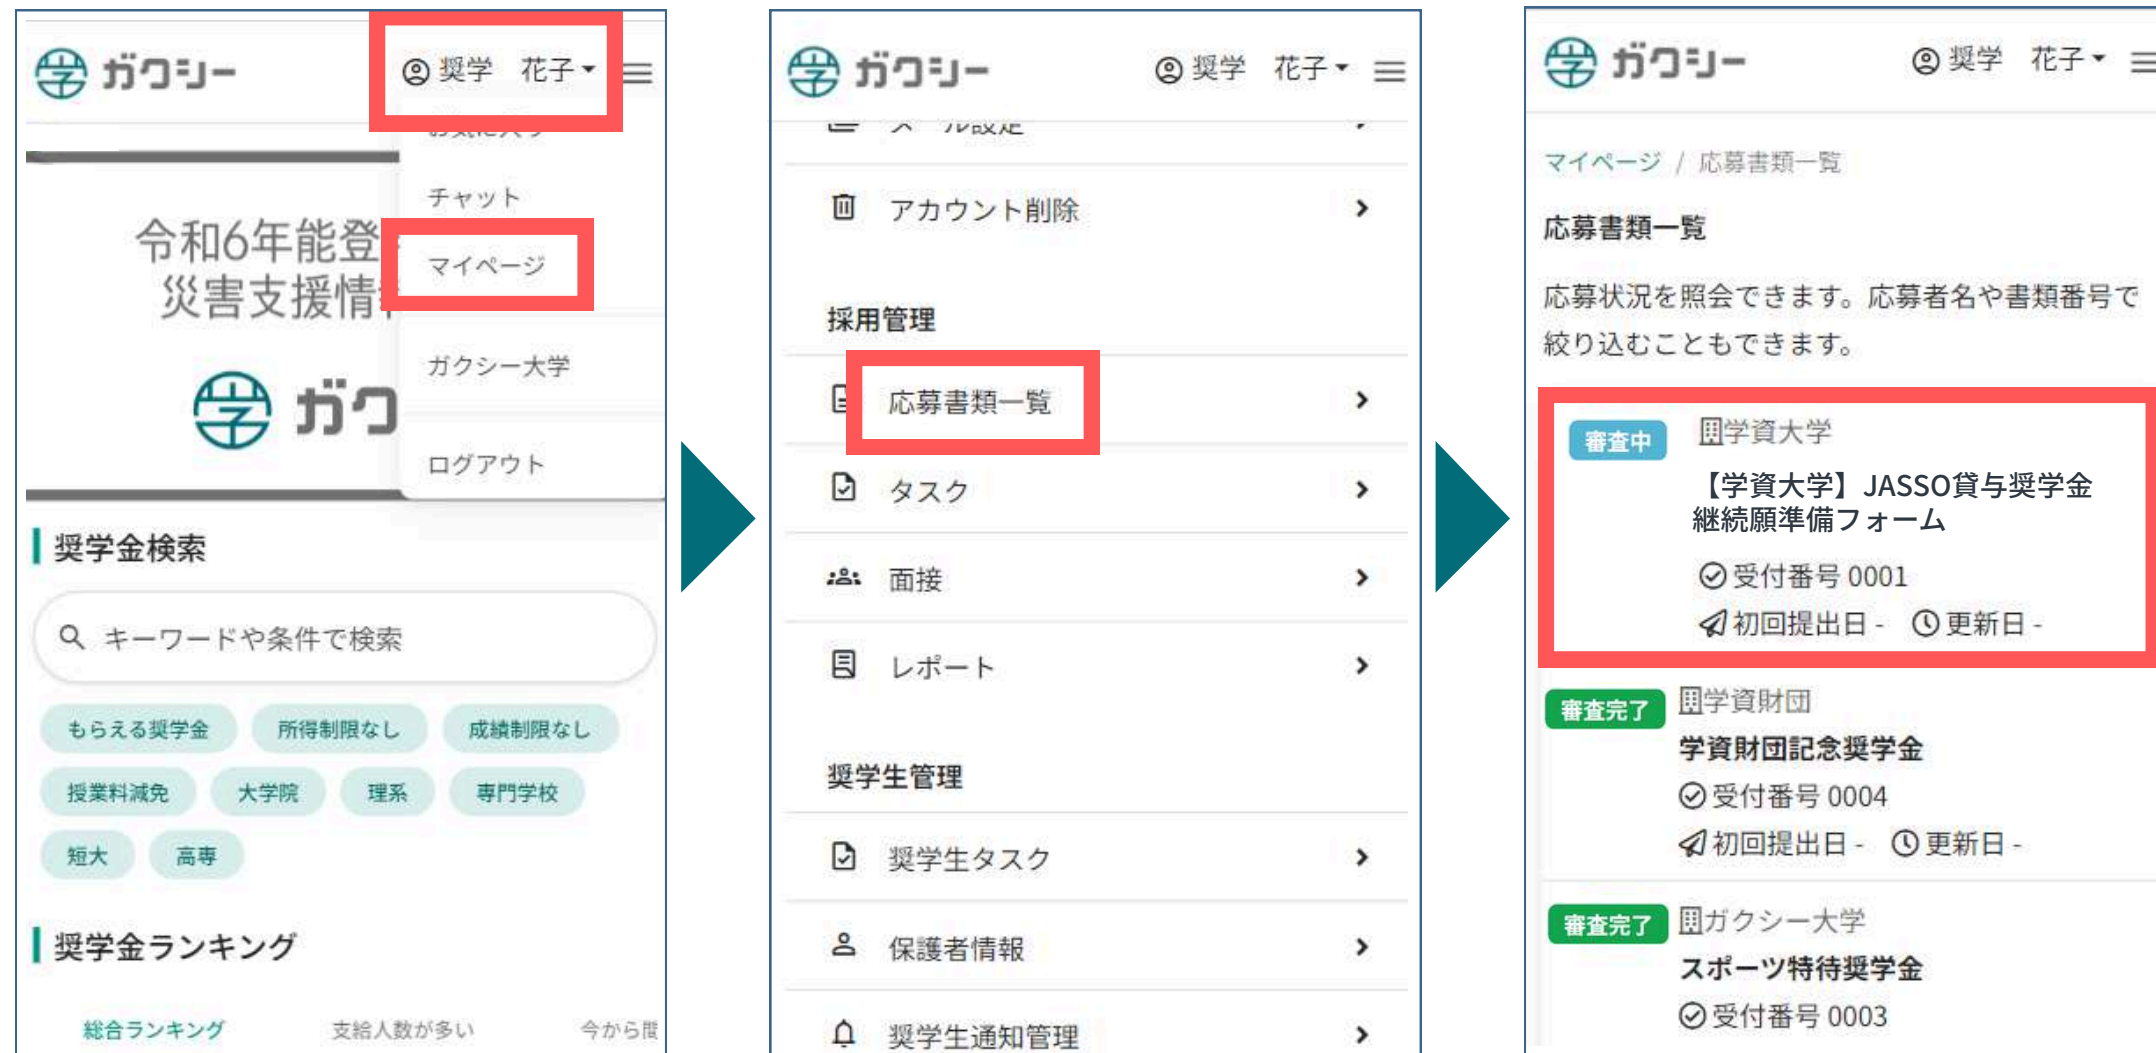 ガクシー
奨学 花子
お気に入り
チャット
マイページ
ガクシー大学
ログアウト
令和6年能登
災害支援情
ガク
奨学金検索
キーワードや条件で検索
もらえる奨学金
所得制限なし
成績制限なし
授業料減免
大学院
理系
専門学校
短大
高専
奨学金ランキング
総合ランキング
支給人数が多い
今から間
ガクシー
奨学 花子
メール設定
アカウント削除
採用管理
応募書類一覧
タスク
面接
レポート
奨学生管理
奨学生タスク
保護者情報
奨学生通知管理
ガクシー
奨学 花子
マイページ / 応募書類一覧
応募書類一覧
応募状況を照会できます。応募者名や書類番号で
絞り込むこともできます。
審査中
学資大学
【学資大学】JASSO貸与奨学金
継続願準備フォーム
受付番号 0001
初回提出日 - 更新日 -
審査完了
学資財団
学資財団記念奨学金
受付番号 0004
初回提出日 - 更新日 -
審査完了
ガクシー大学
スポーツ特待奨学金
受付番号 0003